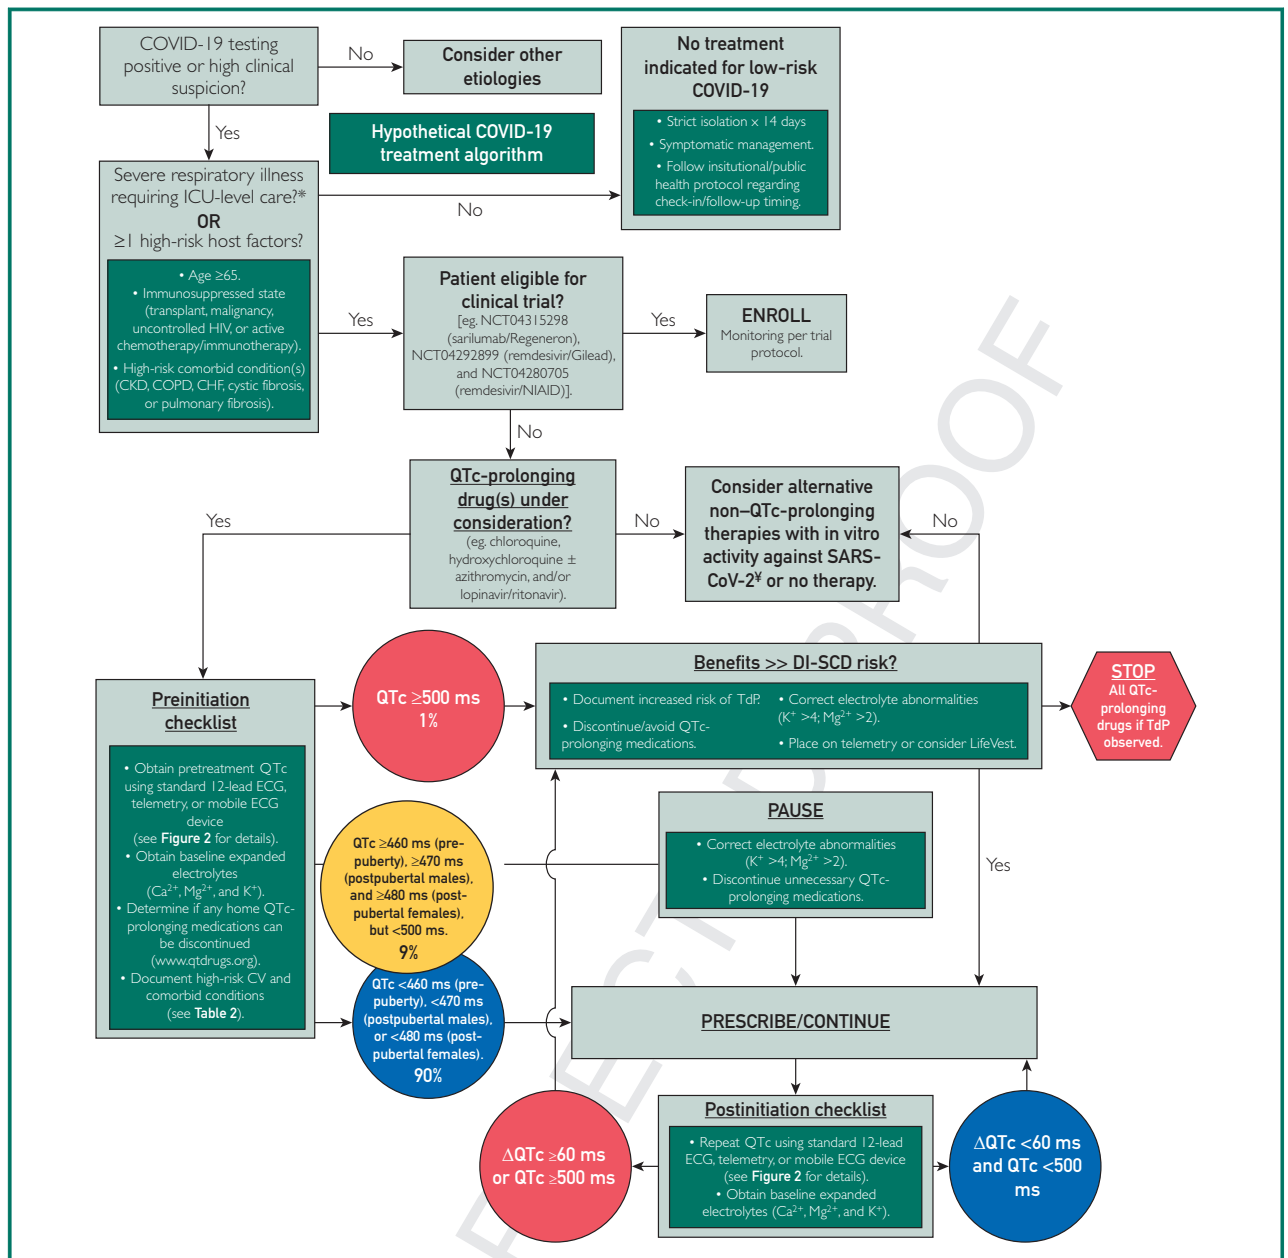 COVID-19 testing
positive or high clinical
suspicion?
No
Consider other
etiologies
No treatment
indicated for low-risk
COVID-19
• Strict isolation x 14 days
• Symptomatic management.
• Follow insitutional/public
health protocol regarding
check-in/follow-up timing.
Yes
Hypothetical COVID-19
treatment algorithm
Severe respiratory illness
requiring ICU-level care?*
OR
≥1 high-risk host factors?
No
• Age ≥65.
• Immunosuppressed state
(transplant, malignancy,
uncontrolled HIV, or active
chemotherapy/immunotherapy).
• High-risk comorbid condition(s)
(CKD, COPD, CHF, cystic fibrosis,
or pulmonary fibrosis).
Yes
Patient eligible for
clinical trial?
[eg. NCT04315298
(sarilumab/Regeneron),
NCT04292899 (remdesivir/Gilead),
and NCT04280705
(remdesivir/NIAID)].
Yes
ENROLL
Monitoring per trial
protocol.
No
QTc-prolonging
drug(s) under
consideration?
(eg. chloroquine,
hydroxychloroquine ±
azithromycin, and/or
lopinavir/ritonavir).
Yes
No
Consider alternative
non–QTc-prolonging
therapies with in vitro
activity against SARS-
CoV-2¥ or no therapy.
No
Preinitiation
checklist
• Obtain pretreatment QTc
using standard 12-lead ECG,
telemetry, or mobile ECG
device
(see Figure 2 for details).
• Obtain baseline expanded
electrolytes
(Ca2+, Mg2+, and K+).
• Determine if any home QTc-
prolonging medications can
be discontinued
(www.qtdrugs.org).
• Document high-risk CV and
comorbid conditions
(see Table 2).
QTc ≥500 ms
1%
Benefits >> DI-SCD risk?
• Document increased risk of TdP.
• Discontinue/avoid QTc-
prolonging medications.
• Correct electrolyte abnormalities
(K+ >4; Mg2+ >2).
• Place on telemetry or consider LifeVest.
STOP
All QTc-
prolonging
drugs if TdP
observed.
QTc ≥460 ms (pre-
puberty), ≥470 ms
(postpubertal males),
and ≥480 ms (post-
pubertal females),
but <500 ms.
9%
PAUSE
• Correct electrolyte abnormalities
(K+ >4; Mg2+ >2).
• Discontinue unnecessary QTc-
prolonging medications.
Yes
QTc <460 ms (pre-
puberty), <470 ms
(postpubertal males),
or <480 ms (post-
pubertal females).
90%
PRESCRIBE/CONTINUE
Postinitiation checklist
• Repeat QTc using standard 12-lead
ECG, telemetry, or mobile ECG device
(see Figure 2 for details).
• Obtain baseline expanded
electrolytes (Ca2+, Mg2+, and K+).
ΔQTc ≥60 ms
or QTc ≥500 ms
ΔQTc <60 ms
and QTc <500
ms